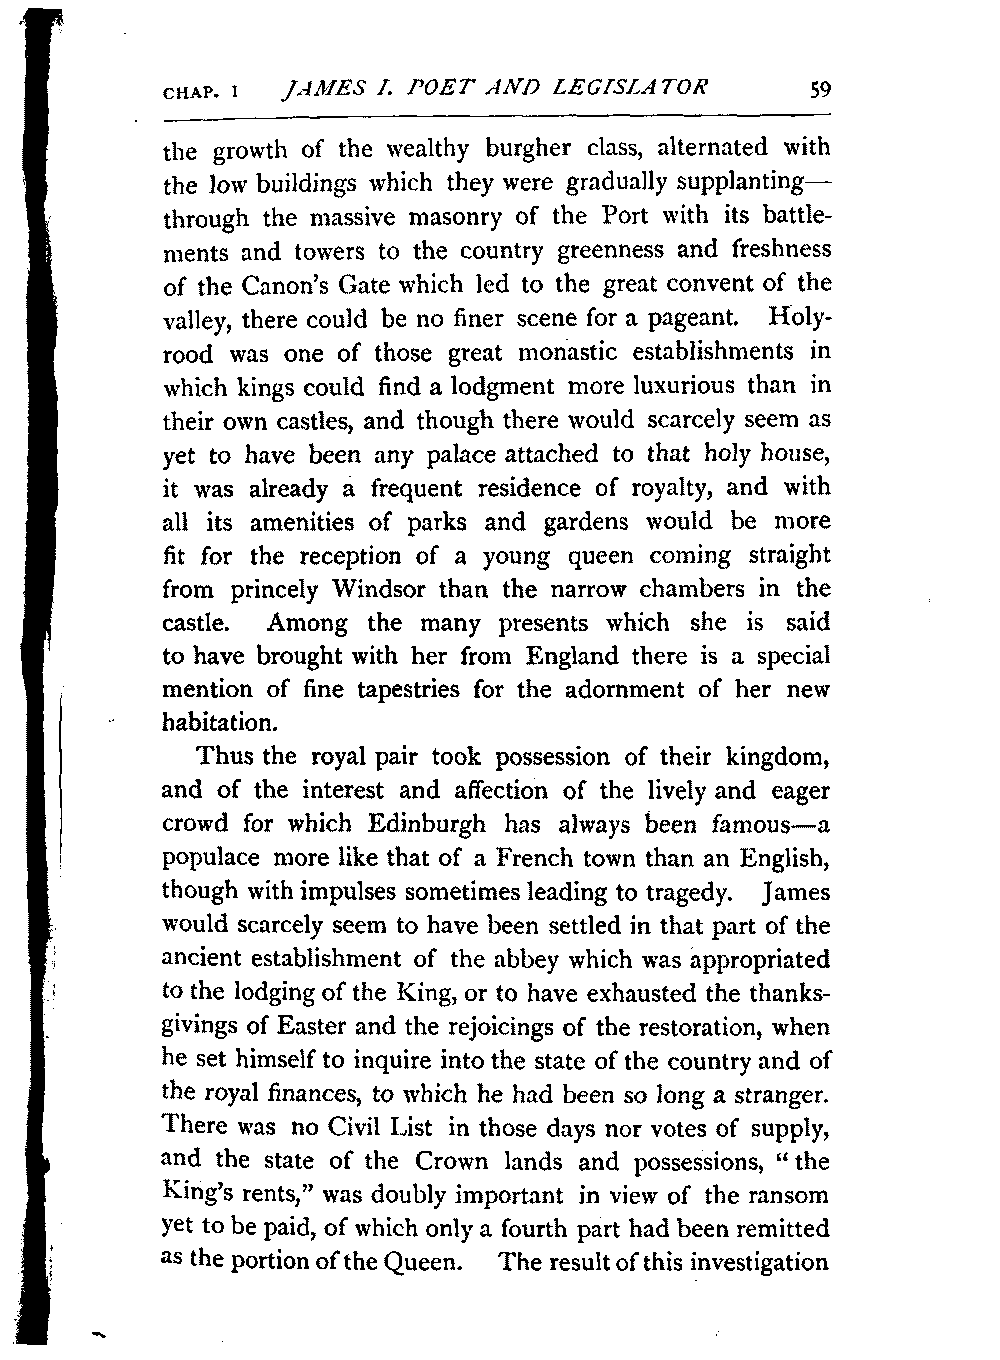 CHAP. I JAMES I. POET AND LEGISLATOR 59
the growth of the wealthy burgher class, alternated with
the low buildings which they were gradually supplanting—
through the massive masonry of the Port with its battle-
ments and towers to the country greenness and freshness
of the Canon's Gate which led to the great convent of the
valley, there could be no finer scene for a pageant. Holy-
rood was one of those great monastic establishments in
which kings could find a lodgment more luxurious than in
their own castles, and though there would scarcely seem as
yet to have been any palace attached to that holy house,
it was already a frequent residence of royalty, and with
all its amenities of parks and gardens would be more
fit for the reception of a young queen coming straight
from princely Windsor than the narrow chambers in the
castle. Among the many presents which she is said
to have brought with her from England there is a special
mention of fine tapestries for the adornment of her new
habitation.
Thus the royal pair took possession of their kingdom,
and of the interest and affection of the lively and eager
crowd for which Edinburgh has always been famous—a
populace more like that of a French town than an English,
though with impulses sometimes leading to tragedy. James
would scarcely seem to have been settled in that part of the
ancient establishment of the abbey which was appropriated
to the lodging of the King, or to have exhausted the thanks-
givings of Easter and the rejoicings of the restoration, when
he set himself to inquire into the state of the country and of
the royal finances, to which he had been so long a stranger.
There was no Civil List in those days nor votes of supply,
and the state of the Crown lands and possessions, "the
King's rents," was doubly important in view of the ransom
yet to be paid, of which only a fourth part had been remitted
as the portion of the Queen. The result of this investigation